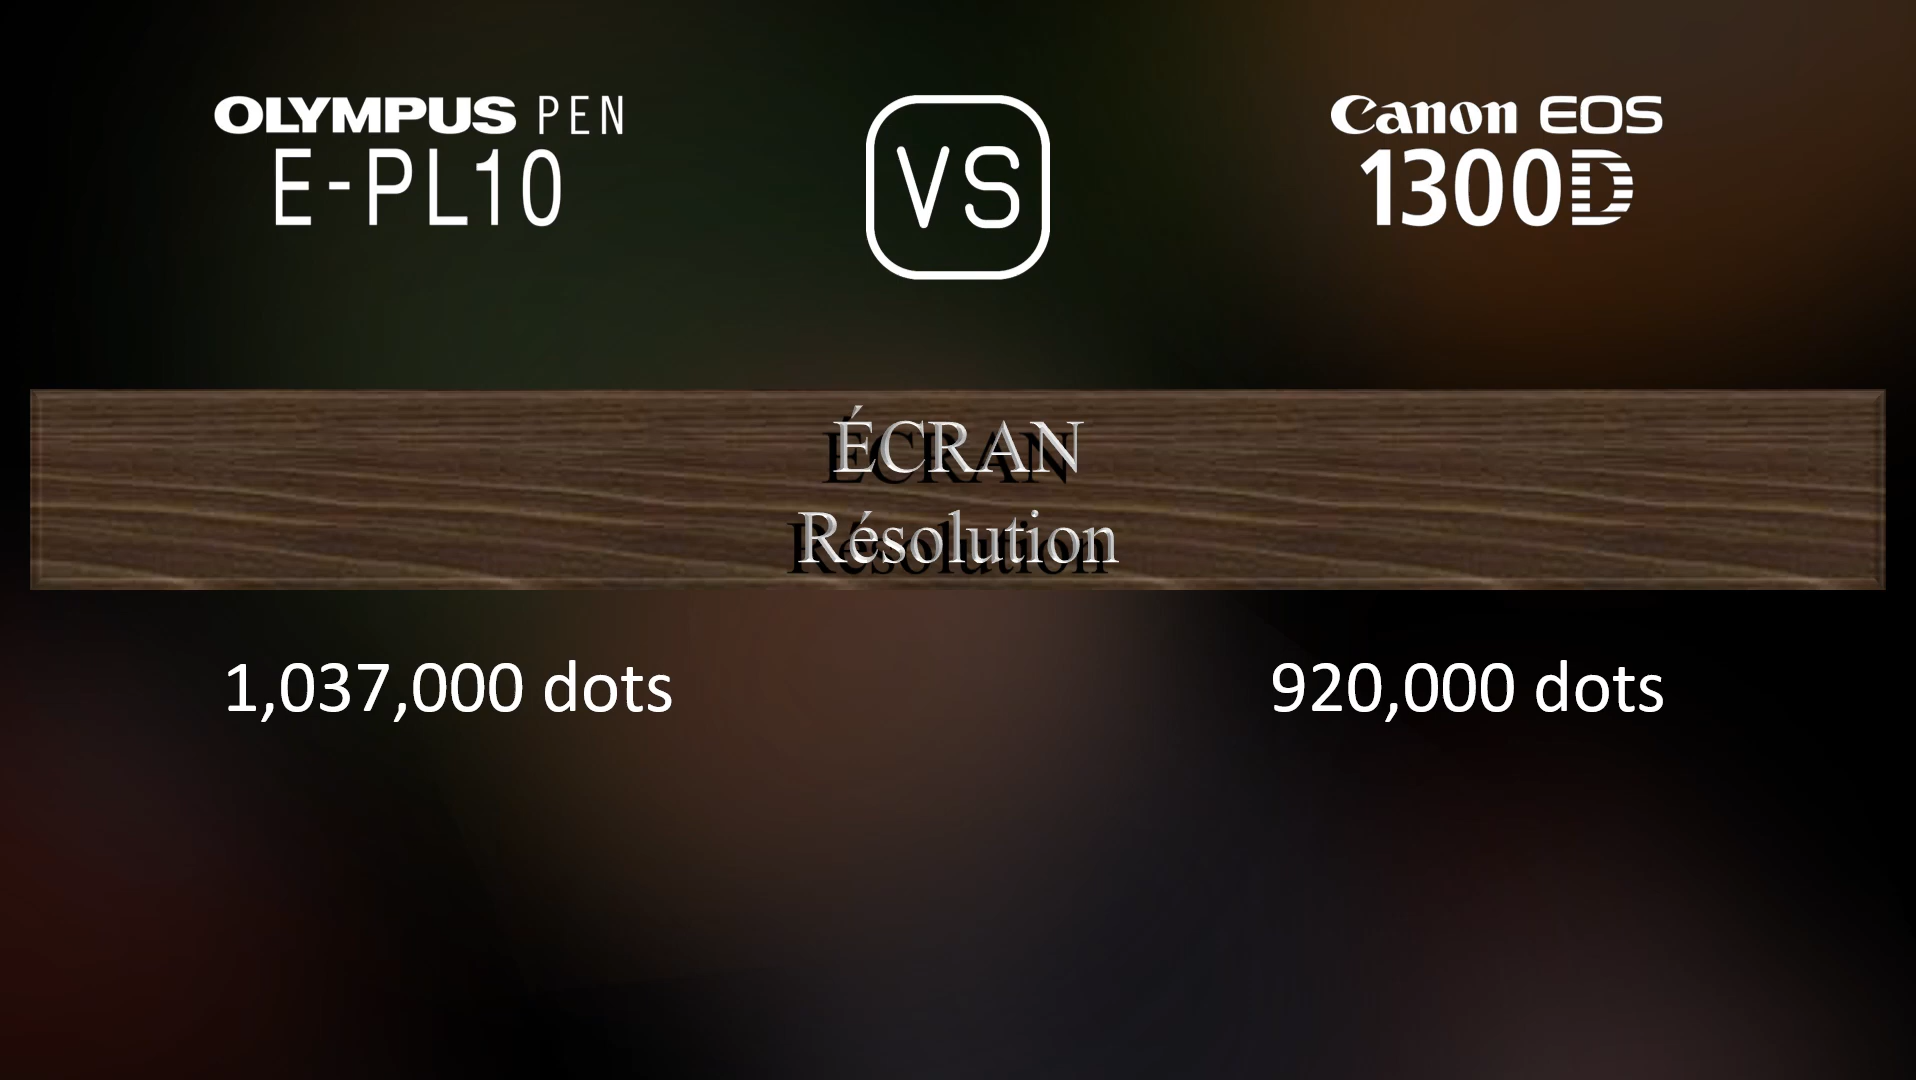 OLYMPUS PEN
E-PL10
VS
Canon EOS
1300D
ÉCRAN
Résolution
1,037,000 dots
920,000 dots